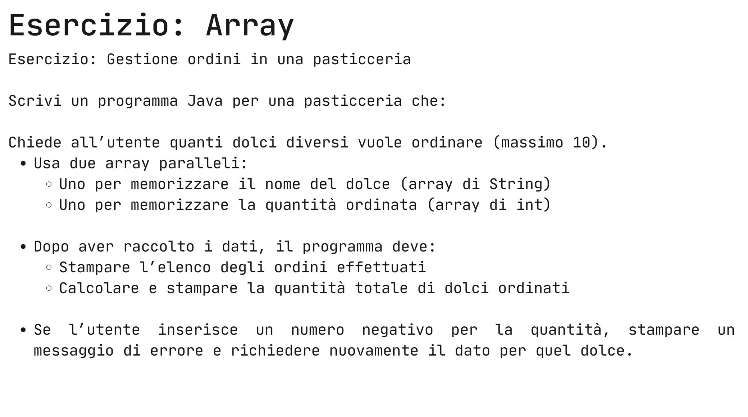 Esercizio: Array
Esercizio: Gestione ordini in una pasticceria
Scrivi un programma Java per una pasticceria che:
Chiede all’utente quanti dolci diversi vuole ordinare (massimo 10).
• Usa due array paralleli:
◦ Uno per memorizzare il nome del dolce (array di String)
◦ Uno per memorizzare la quantità ordinata (array di int)
• Dopo aver raccolto i dati, il programma deve:
◦ Stampare l’elenco degli ordini effettuati
◦ Calcolare e stampare la quantità totale di dolci ordinati
• Se l’utente inserisce un numero negativo per la quantità, stampare un
messaggio di errore e richiedere nuovamente il dato per quel dolce.